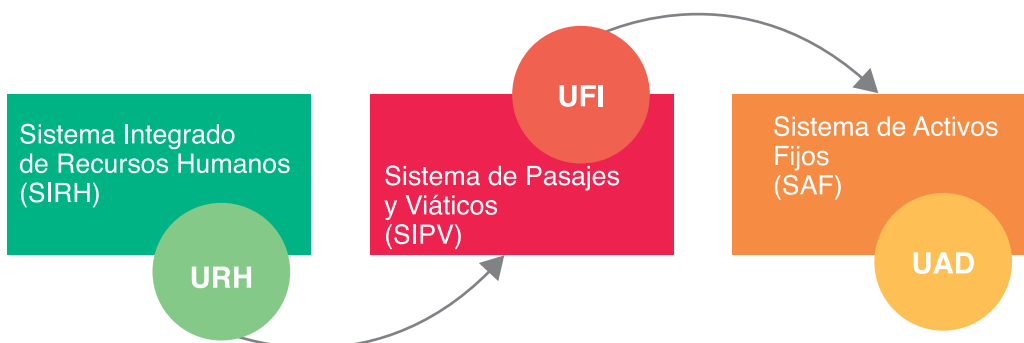 Sistema Integrado
de Recursos Humanos
(SIRH)
URH
UFI
Sistema de Pasajes
y Viáticos
(SIPV)
Sistema de Activos
Fijos
(SAF)
UAD